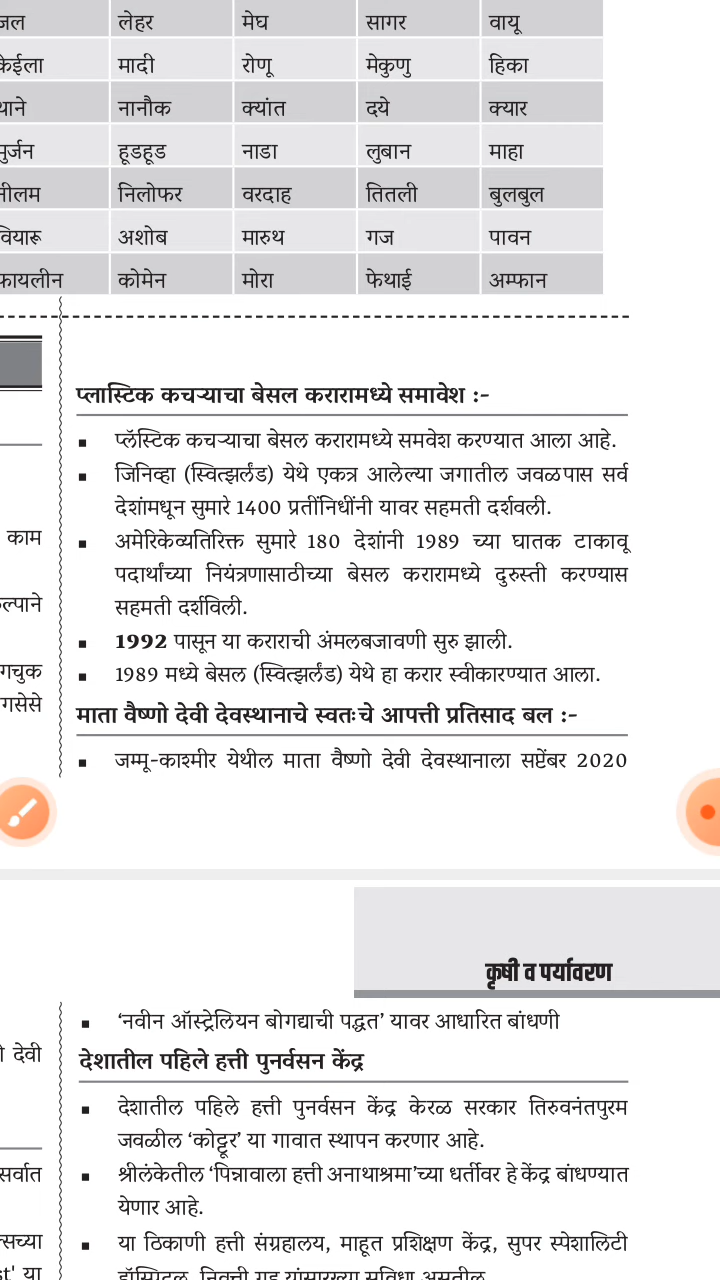 जल लेहर मेघ सागर वायू
केईला मादी रोणू मेकुणु हिका
थाने नानौक क्यांत दये क्यार
मुर्जन हूडहूड नाडा लुबान माहा
नीलम निलोफर वरदाह तितली बुलबुल
वियारू अशोब मारुथ गज पावन
फायलीन कोमेन मोरा फेथाई अम्फान
काम
ल्पाने
गचुक
गसेसे
प्लास्टिक कचऱ्याचा बेसल करारामध्ये समावेश :-
▪ प्लॅस्टिक कचऱ्याचा बेसल करारामध्ये समवेश करण्यात आला आहे.
▪ जिनिव्हा (स्वित्झर्लंड) येथे एकत्र आलेल्या जगातील जवळपास सर्व
देशांमधून सुमारे 1400 प्रतींनिधींनी यावर सहमती दर्शवली.
▪ अमेरिकेव्यतिरिक्त सुमारे 180 देशांनी 1989 च्या घातक टाकावू
पदार्थांच्या नियंत्रणासाठीच्या बेसल करारामध्ये दुरुस्ती करण्यास
सहमती दर्शविली.
▪ 1992 पासून या कराराची अंमलबजावणी सुरु झाली.
▪ 1989 मध्ये बेसल (स्वित्झर्लंड) येथे हा करार स्वीकारण्यात आला.
माता वैष्णो देवी देवस्थानाचे स्वतःचे आपत्ती प्रतिसाद बल :-
▪ जम्मू-काश्मीर येथील माता वैष्णो देवी देवस्थानाला सप्टेंबर 2020
कृषी व पर्यावरण
देवी
सर्वात
या
▪ ‘नवीन ऑस्ट्रेलियन बोगद्याची पद्धत’ यावर आधारित बांधणी
देशातील पहिले हत्ती पुनर्वसन केंद्र
▪ देशातील पहिले हत्ती पुनर्वसन केंद्र केरळ सरकार तिरुवनंतपुरम
जवळील ‘कोट्टूर’ या गावात स्थापन करणार आहे.
▪ श्रीलंकेतील ‘पिन्नावाला हत्ती अनाथाश्रमा’च्या धर्तीवर हे केंद्र बांधण्यात
येणार आहे.
▪ या ठिकाणी हत्ती संग्रहालय, माहूत प्रशिक्षण केंद्र, सुपर स्पेशालिटी